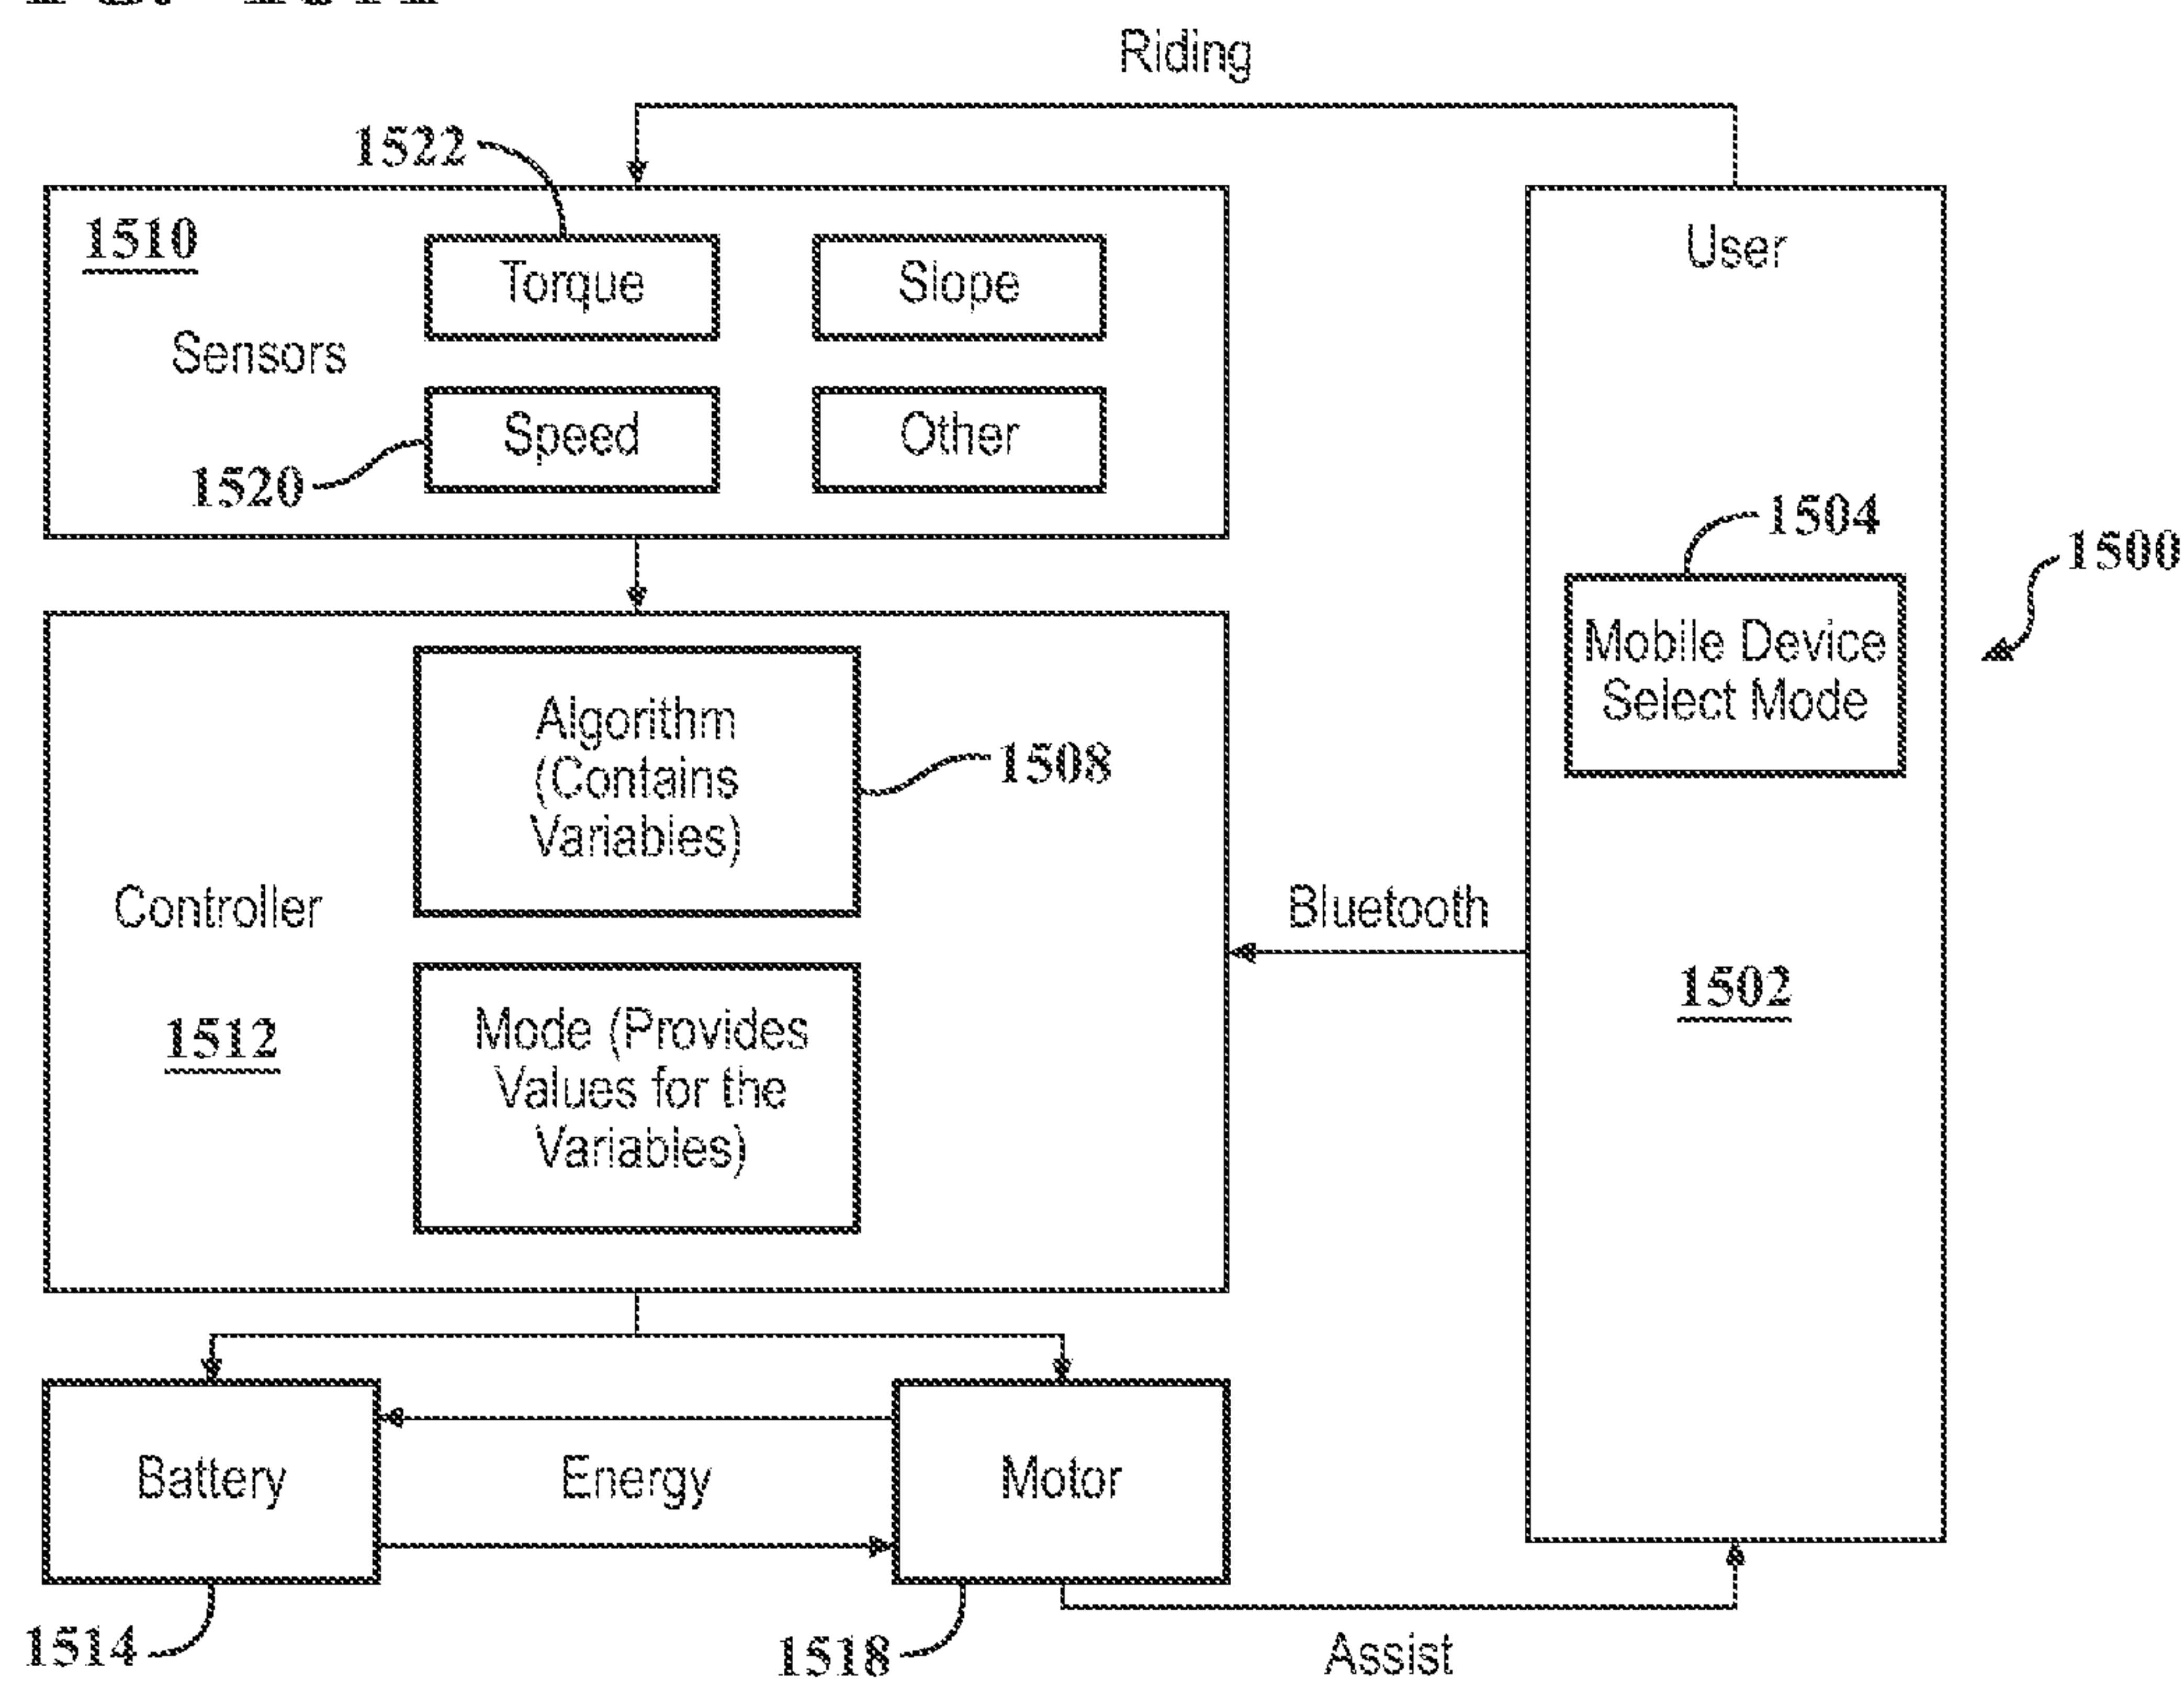 Riding
1522
1510
Torque
Slope
User
Sensors
Speed
Other
1520
1504
1500
Mobile Device
Select Mode
Algorithm
(Contains
Variables)
1508
Controller
Bluetooth
1502
1512
Mode (Provides
Values for the
Variables)
Battery
Energy
Motor
1514
1518
Assist